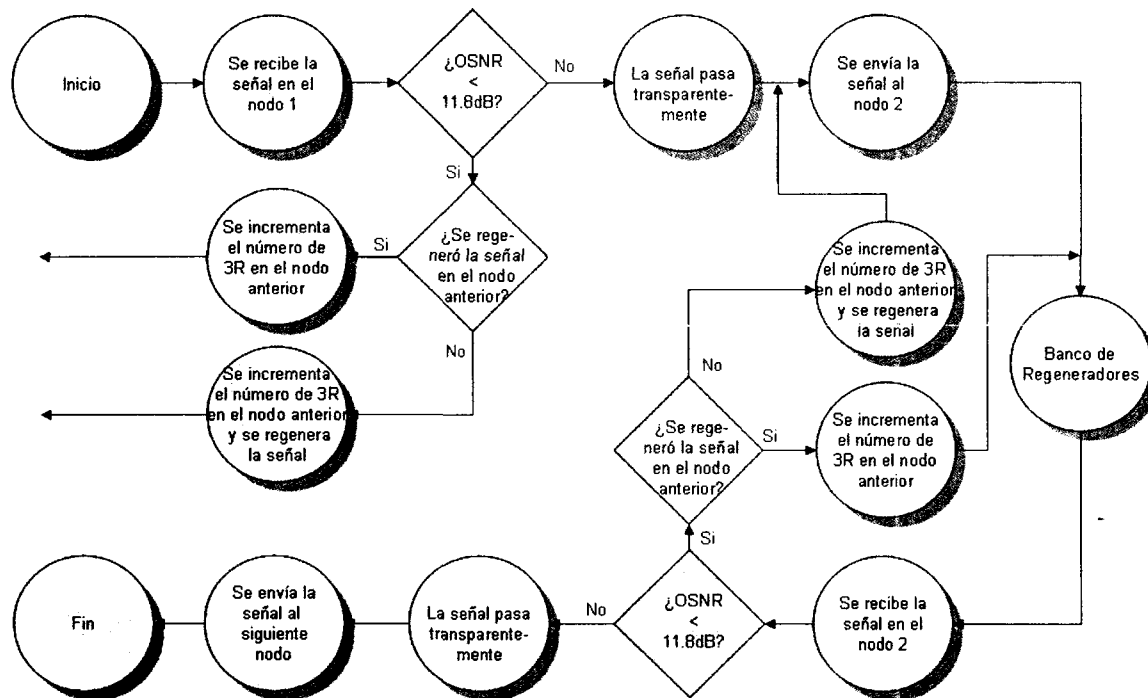 Inicio
Se recibe la
señal en el
nodo 1
¿OSNR
<
11.8dB?
No
La señal pasa
transparente-
mente
Se envía la
señal al
nodo 2
Si
Se incrementa
el número de
3R en el nodo
anterior
Si
¿Se rege-
neró la señal
en el nodo
anterior?
No
Se incrementa
el número de 3R
en el nodo anterior
y se regenera
la señal
Se incrementa
el número de 3R
en el nodo anterior
y se regenera
la señal
Banco de
Regeneradores
No
¿Se rege-
neró la señal
en el nodo
anterior?
Si
Se incrementa
el número de
3R en el nodo
anterior
Si
Fin
Se envía la
señal al
siguiente
nodo
La señal pasa
transparente-
mente
No
¿OSNR
<
11.8dB?
Se recibe la
señal en el
nodo 2